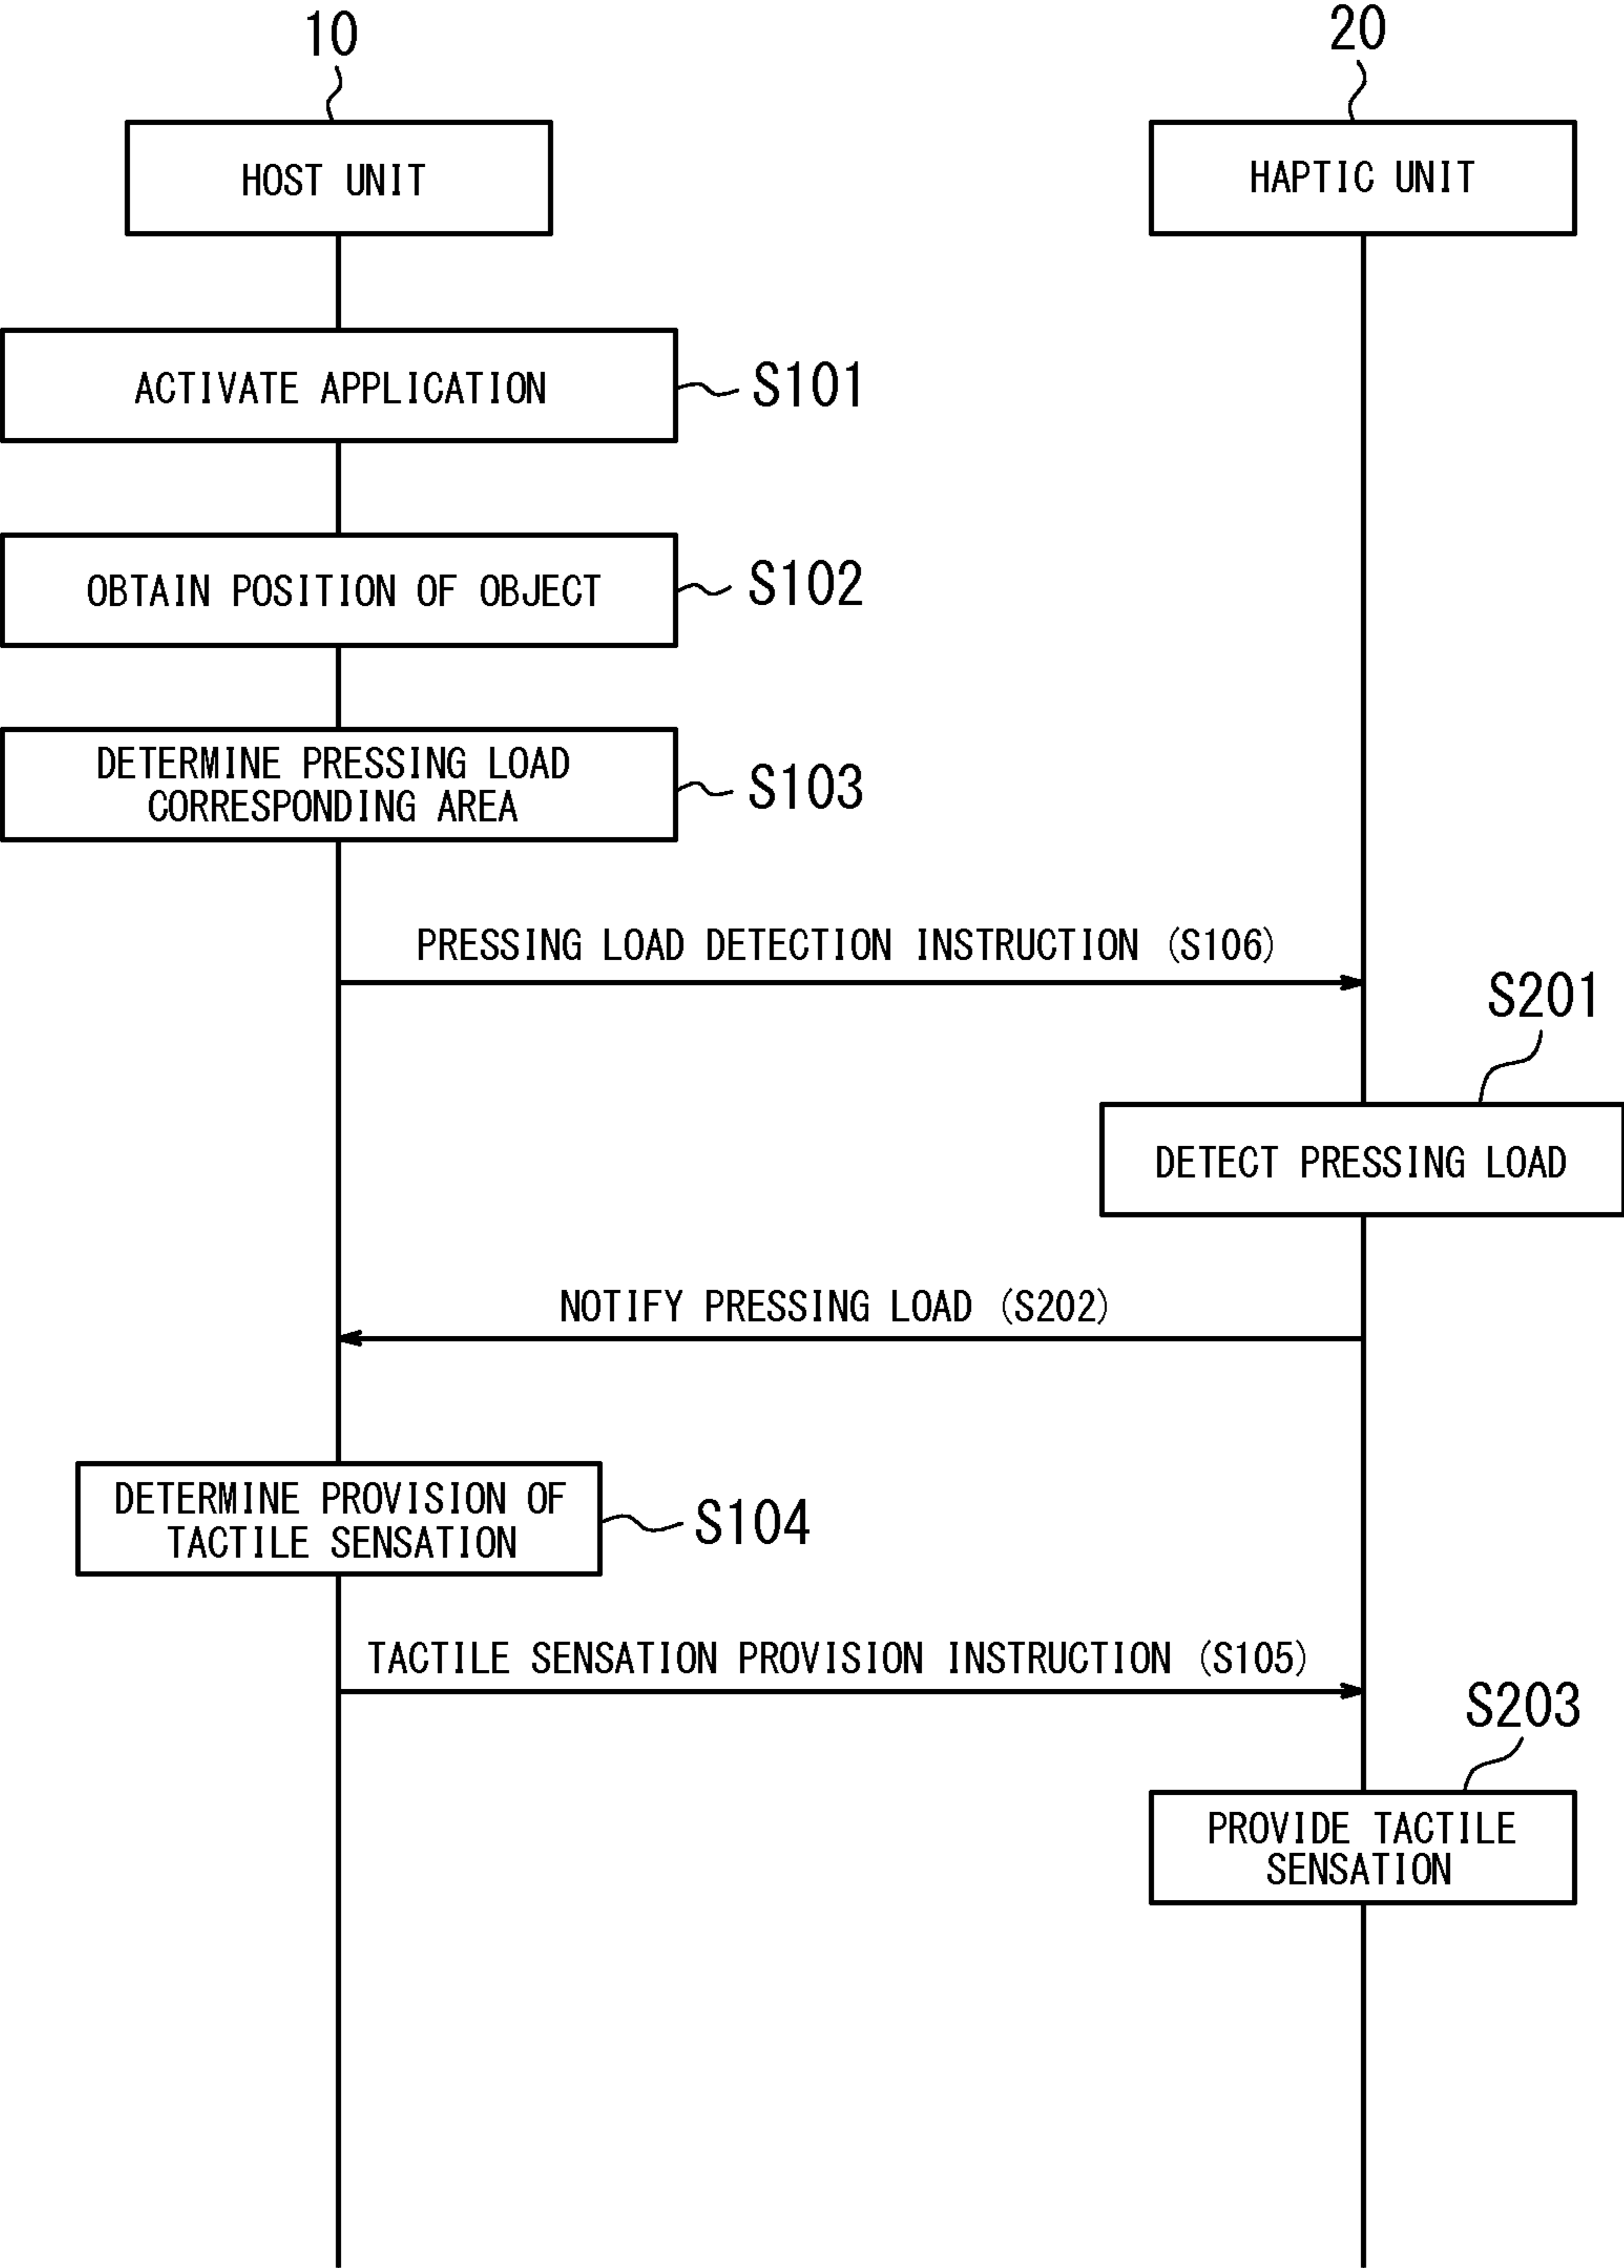 10
20
HOST UNIT
HAPTIC UNIT
ACTIVATE APPLICATION
S101
OBTAIN POSITION OF OBJECT
S102
DETERMINE PRESSING LOAD
CORRESPONDING AREA
S103
PRESSING LOAD DETECTION INSTRUCTION (S106)
S201
DETECT PRESSING LOAD
NOTIFY PRESSING LOAD (S202)
DETERMINE PROVISION OF
TACTILE SENSATION
S104
TACTILE SENSATION PROVISION INSTRUCTION (S105)
S203
PROVIDE TACTILE
SENSATION